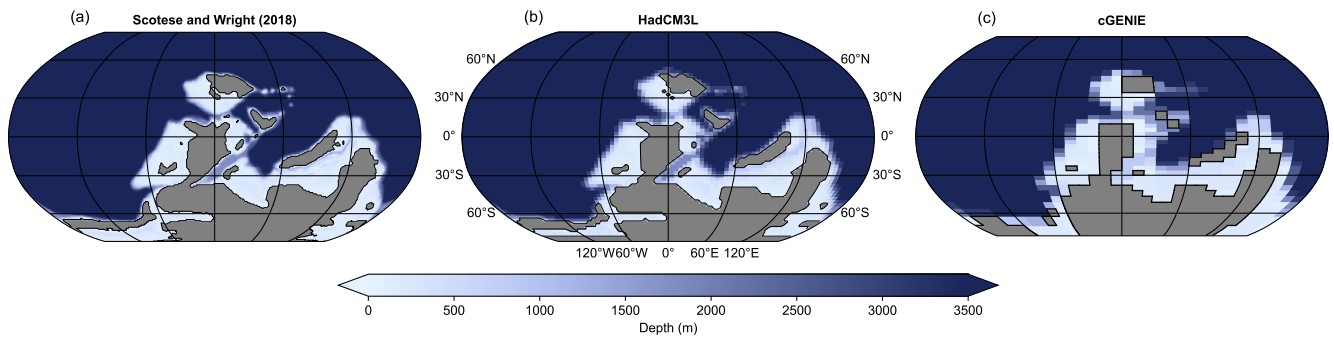 (a)
Scotese and Wright (2018)
(b)
HadCM3L
(c)
cGENIE
60°N
60°N
30°N
30°N
0°
0°
30°S
30°S
60°S
60°S
120°W60°W 0° 60°E 120°E
0 500 1000 1500 2000 2500 3000 3500
Depth (m)